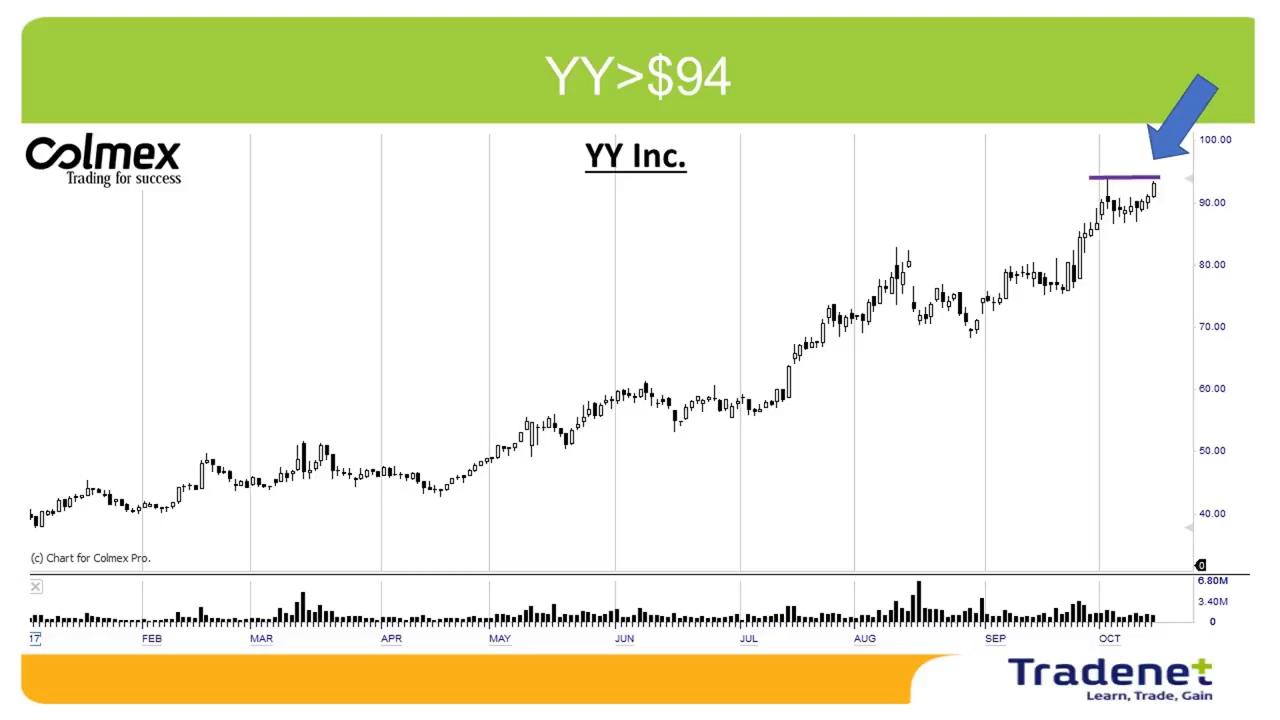 YY>$94
Colmex
Trading for success
YY Inc.
100.00
90.00
80.00
70.00
60.00
50.00
40.00
(c) Chart for Colmex Pro.
0
6.80M
3.40M
0
17 FEB MAR APR MAY JUN JUL AUG SEP OCT
Tradenet
Learn, Trade, Gain